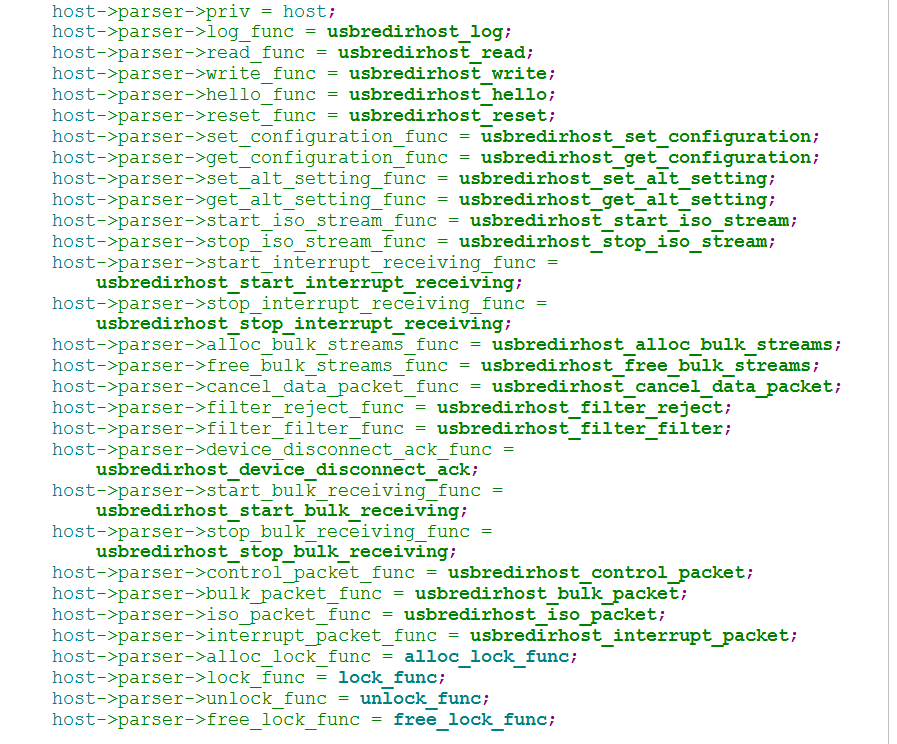 host->parser->priv = host;
host->parser->log_func = usbredirhost_log;
host->parser->read_func = usbredirhost_read;
host->parser->write_func = usbredirhost_write;
host->parser->hello_func = usbredirhost_hello;
host->parser->reset_func = usbredirhost_reset;
host->parser->set_configuration_func = usbredirhost_set_configuration;
host->parser->get_configuration_func = usbredirhost_get_configuration;
host->parser->set_alt_setting_func = usbredirhost_set_alt_setting;
host->parser->get_alt_setting_func = usbredirhost_get_alt_setting;
host->parser->start_iso_stream_func = usbredirhost_start_iso_stream;
host->parser->stop_iso_stream_func = usbredirhost_stop_iso_stream;
host->parser->start_interrupt_receiving_func =
    usbredirhost_start_interrupt_receiving;
host->parser->stop_interrupt_receiving_func =
    usbredirhost_stop_interrupt_receiving;
host->parser->alloc_bulk_streams_func = usbredirhost_alloc_bulk_streams;
host->parser->free_bulk_streams_func = usbredirhost_free_bulk_streams;
host->parser->cancel_data_packet_func = usbredirhost_cancel_data_packet;
host->parser->filter_reject_func = usbredirhost_filter_reject;
host->parser->filter_filter_func = usbredirhost_filter_filter;
host->parser->device_disconnect_ack_func =
    usbredirhost_device_disconnect_ack;
host->parser->start_bulk_receiving_func =
    usbredirhost_start_bulk_receiving;
host->parser->stop_bulk_receiving_func =
    usbredirhost_stop_bulk_receiving;
host->parser->control_packet_func = usbredirhost_control_packet;
host->parser->bulk_packet_func = usbredirhost_bulk_packet;
host->parser->iso_packet_func = usbredirhost_iso_packet;
host->parser->interrupt_packet_func = usbredirhost_interrupt_packet;
host->parser->alloc_lock_func = alloc_lock_func;
host->parser->lock_func = lock_func;
host->parser->unlock_func = unlock_func;
host->parser->free_lock_func = free_lock_func;